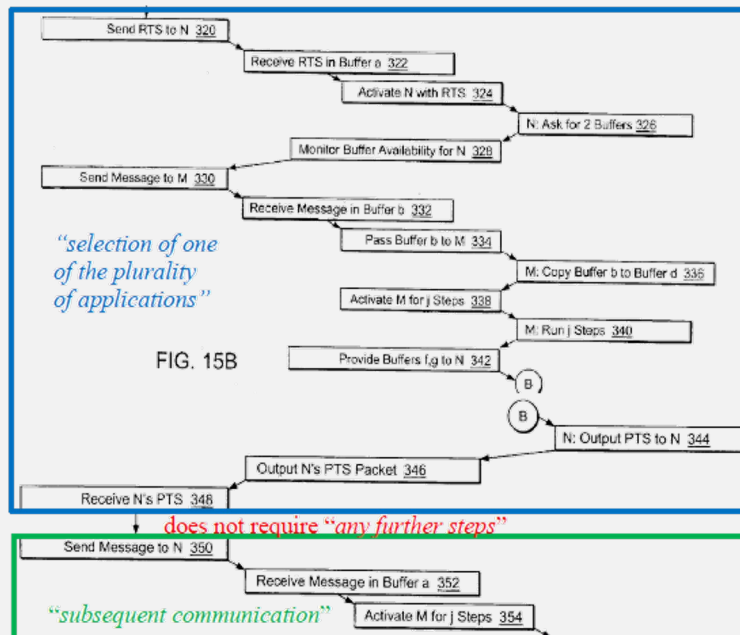 Send RTS to N 320
Receive RTS in Buffer a 322
Activate N with RTS 324
N: Ask for 2 Buffers 326
Monitor Buffer Availability for N 328
Send Message to M 330
Receive Message in Buffer b 332
Pass Buffer b to M 334
"selection of one
of the plurality
of applications"
M: Copy Buffer b to Buffer d 336
Activate M for j Steps 338
M: Run j Steps 340
FIG. 15B
Provide Buffers f,g to N 342
B
B
N: Output PTS to N 344
Output N's PTS Packet 346
Receive N's PTS 348
does not require "any further steps"
Send Message to N 350
Receive Message in Buffer a 352
"subsequent communication"
Activate M for j Steps 354